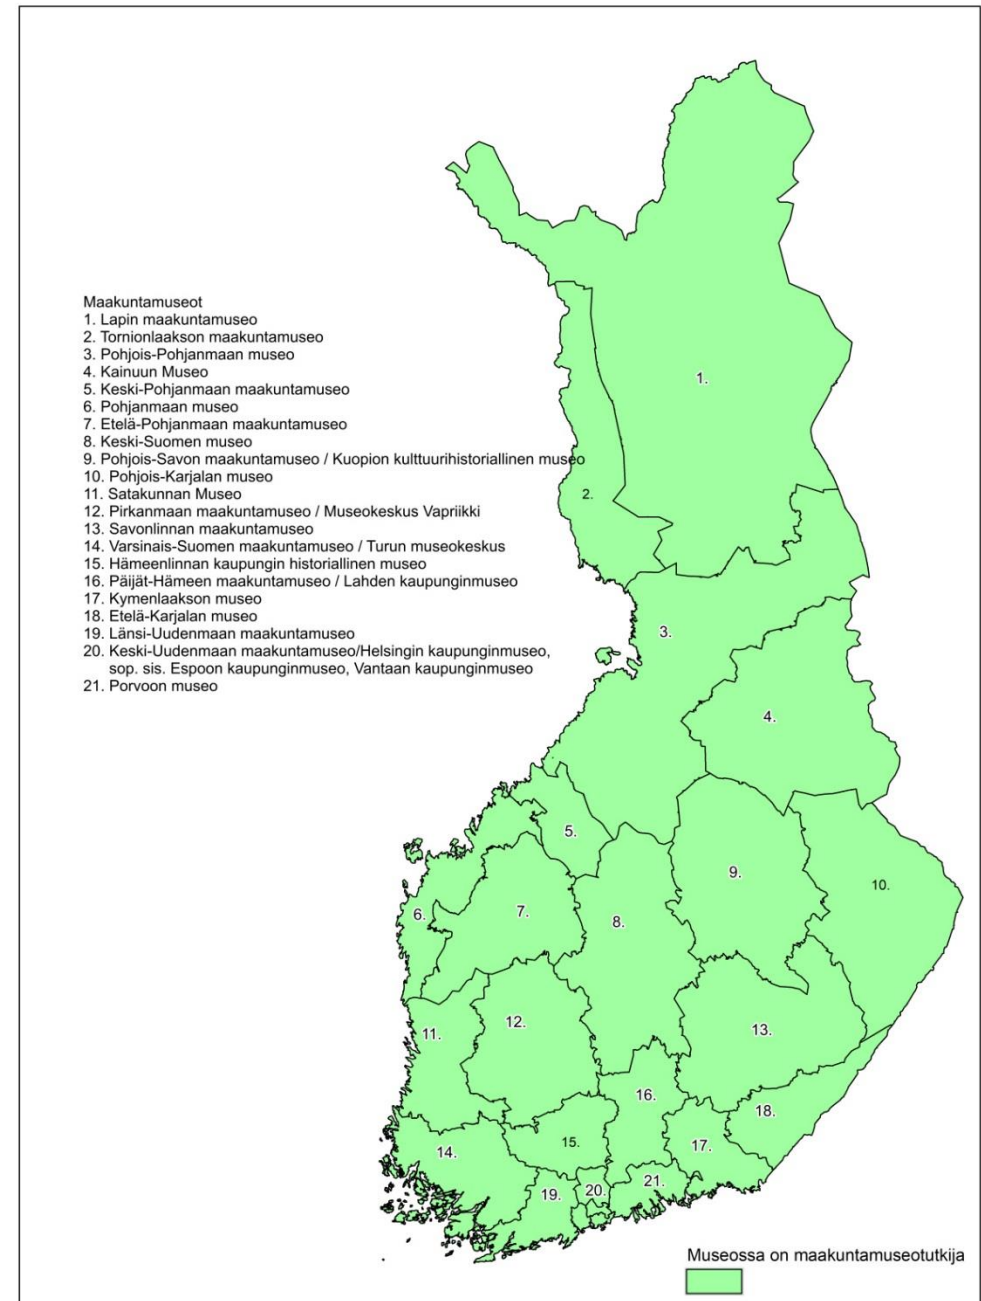 Maakuntamuseot
1. Lapin maakuntamuseo
2. Tornionlaakson maakuntamuseo
3. Pohjois-Pohjanmaan museo
4. Kainuun Museo
5. Keski-Pohjanmaan maakuntamuseo
6. Pohjanmaan museo
7. Etelä-Pohjanmaan maakuntamuseo
8. Keski-Suomen museo
9. Pohjois-Savon maakuntamuseo / Kuopion kulttuurihistoriallinen museo
10. Pohjois-Karjalan museo
11. Satakunnan Museo
12. Pirkanmaan maakuntamuseo / Museokeskus Vapriikki
13. Savonlinnan maakuntamuseo
14. Varsinais-Suomen maakuntamuseo / Turun museokeskus
15. Hämeenlinnan kaupungin historiallinen museo
16. Päijät-Hämeen maakuntamuseo / Lahden kaupunginmuseo
17. Kymenlaakson museo
18. Etelä-Karjalan museo
19. Länsi-Uudenmaan maakuntamuseo
20. Keski-Uudenmaan maakuntamuseo/Helsingin kaupunginmuseo,
sop. sis. Espoon kaupunginmuseo, Vantaan kaupunginmuseo
21. Porvoon museo
1.
2.
3.
4.
5.
9.
10.
7.
6.
8.
12.
13.
11.
16.
18.
15.
17.
14.
21.
20.
19.
Museossa on maakuntamuseotutkija